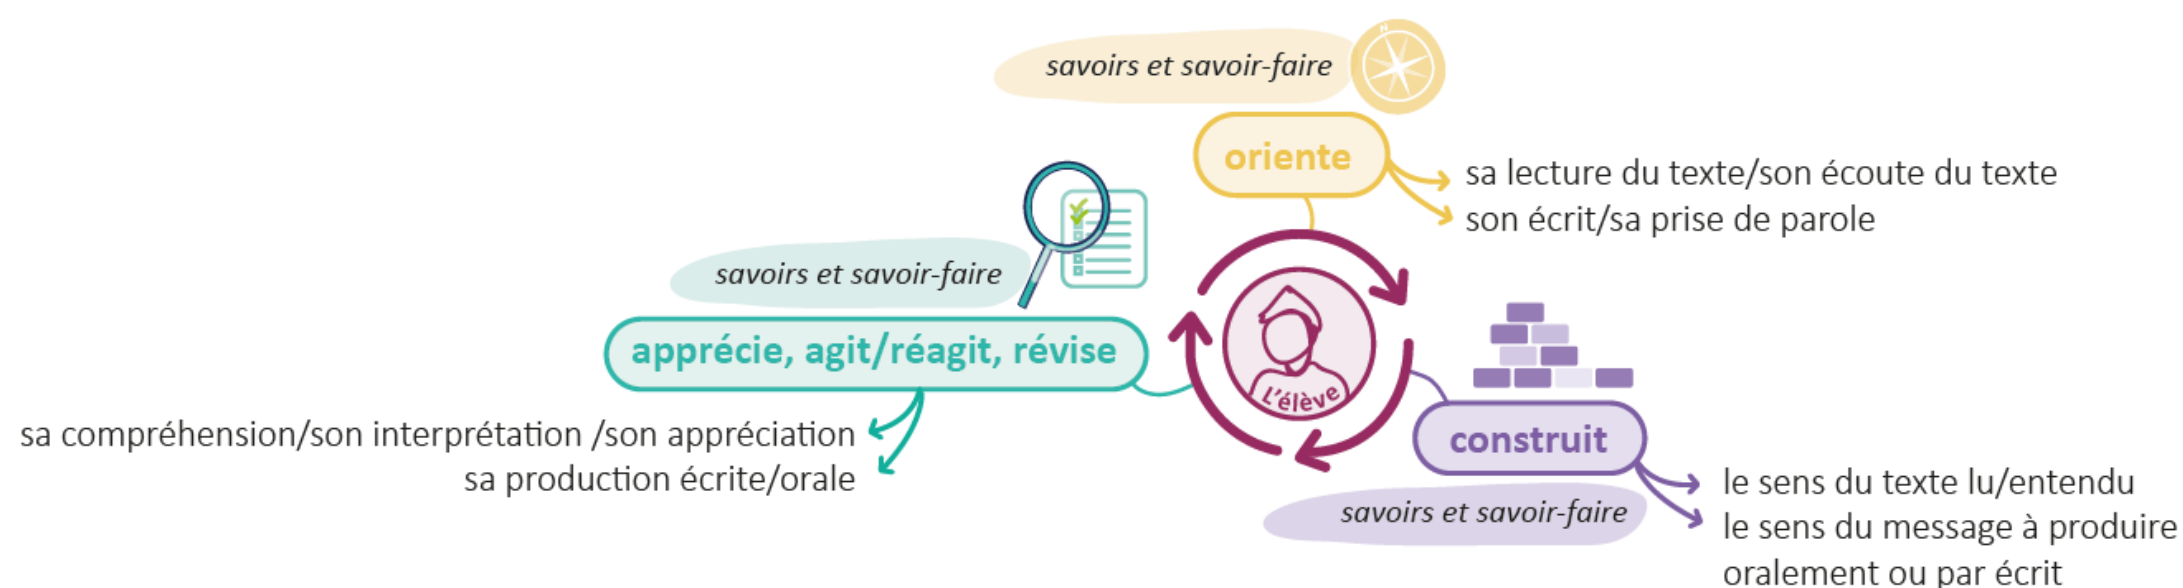 N
savoirs et savoir-faire
oriente
sa lecture du texte/son écoute du texte
son écrit/sa prise de parole
savoirs et savoir-faire
apprécie, agit/réagit, révise
sa compréhension/son interprétation /son appréciation
sa production écrite/orale
L'élève
construit
savoirs et savoir-faire
le sens du texte lu/entendu
le sens du message à produire
oralement ou par écrit